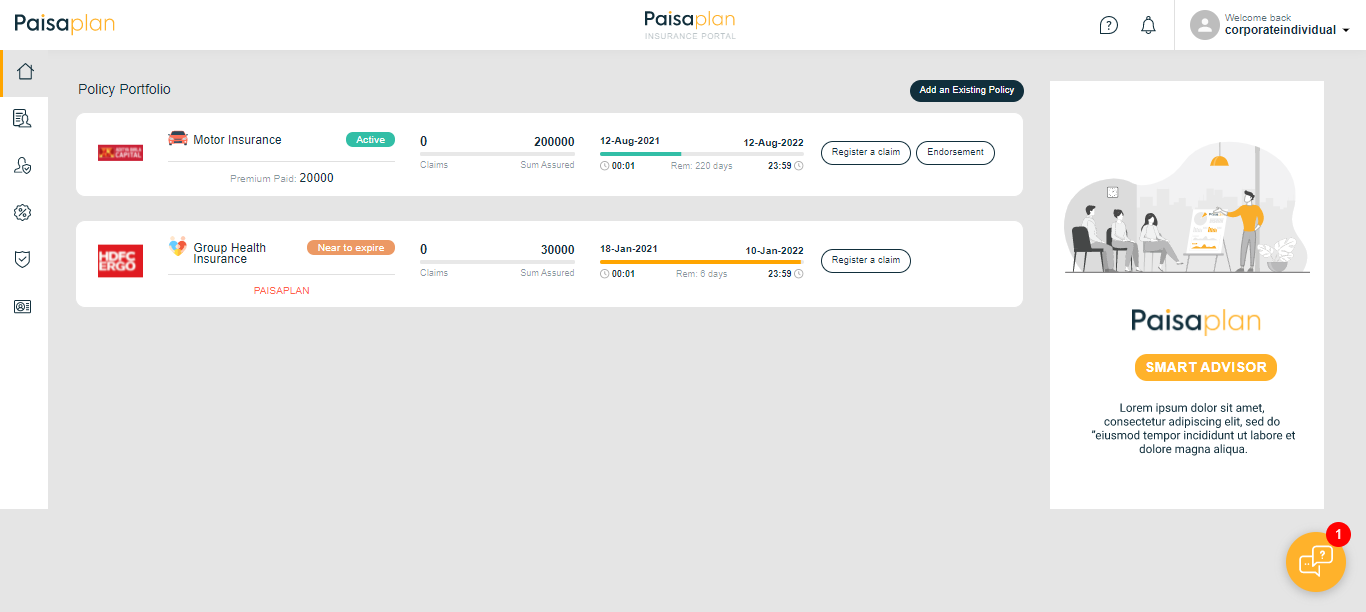 Paisaplan
Paisaplan
INSURANCE PORTAL
?
Welcome back
corporateindividual
Policy Portfolio
Add an Existing Policy
CAPITAL
Motor Insurance
Active
Premium Paid: 20000
0
200000
Claims
Sum Assured
12-Aug-2021
12-Aug-2022
00:01
Rem: 220 days
23:59
Register a claim
Endorsement
HDFC
ERGO
Group Health
Insurance
Near to expire
PAISAPLAN
0
30000
Claims
Sum Assured
18-Jan-2021
10-Jan-2022
00:01
Rem: 6 days
23:59
Register a claim
Paisaplan
SMART ADVISOR
Lorem ipsum dolor sit amet,
consectetur adipiscing elit, sed do
"eiusmod tempor incididunt ut labore et
dolore magna aliqua.
1
?